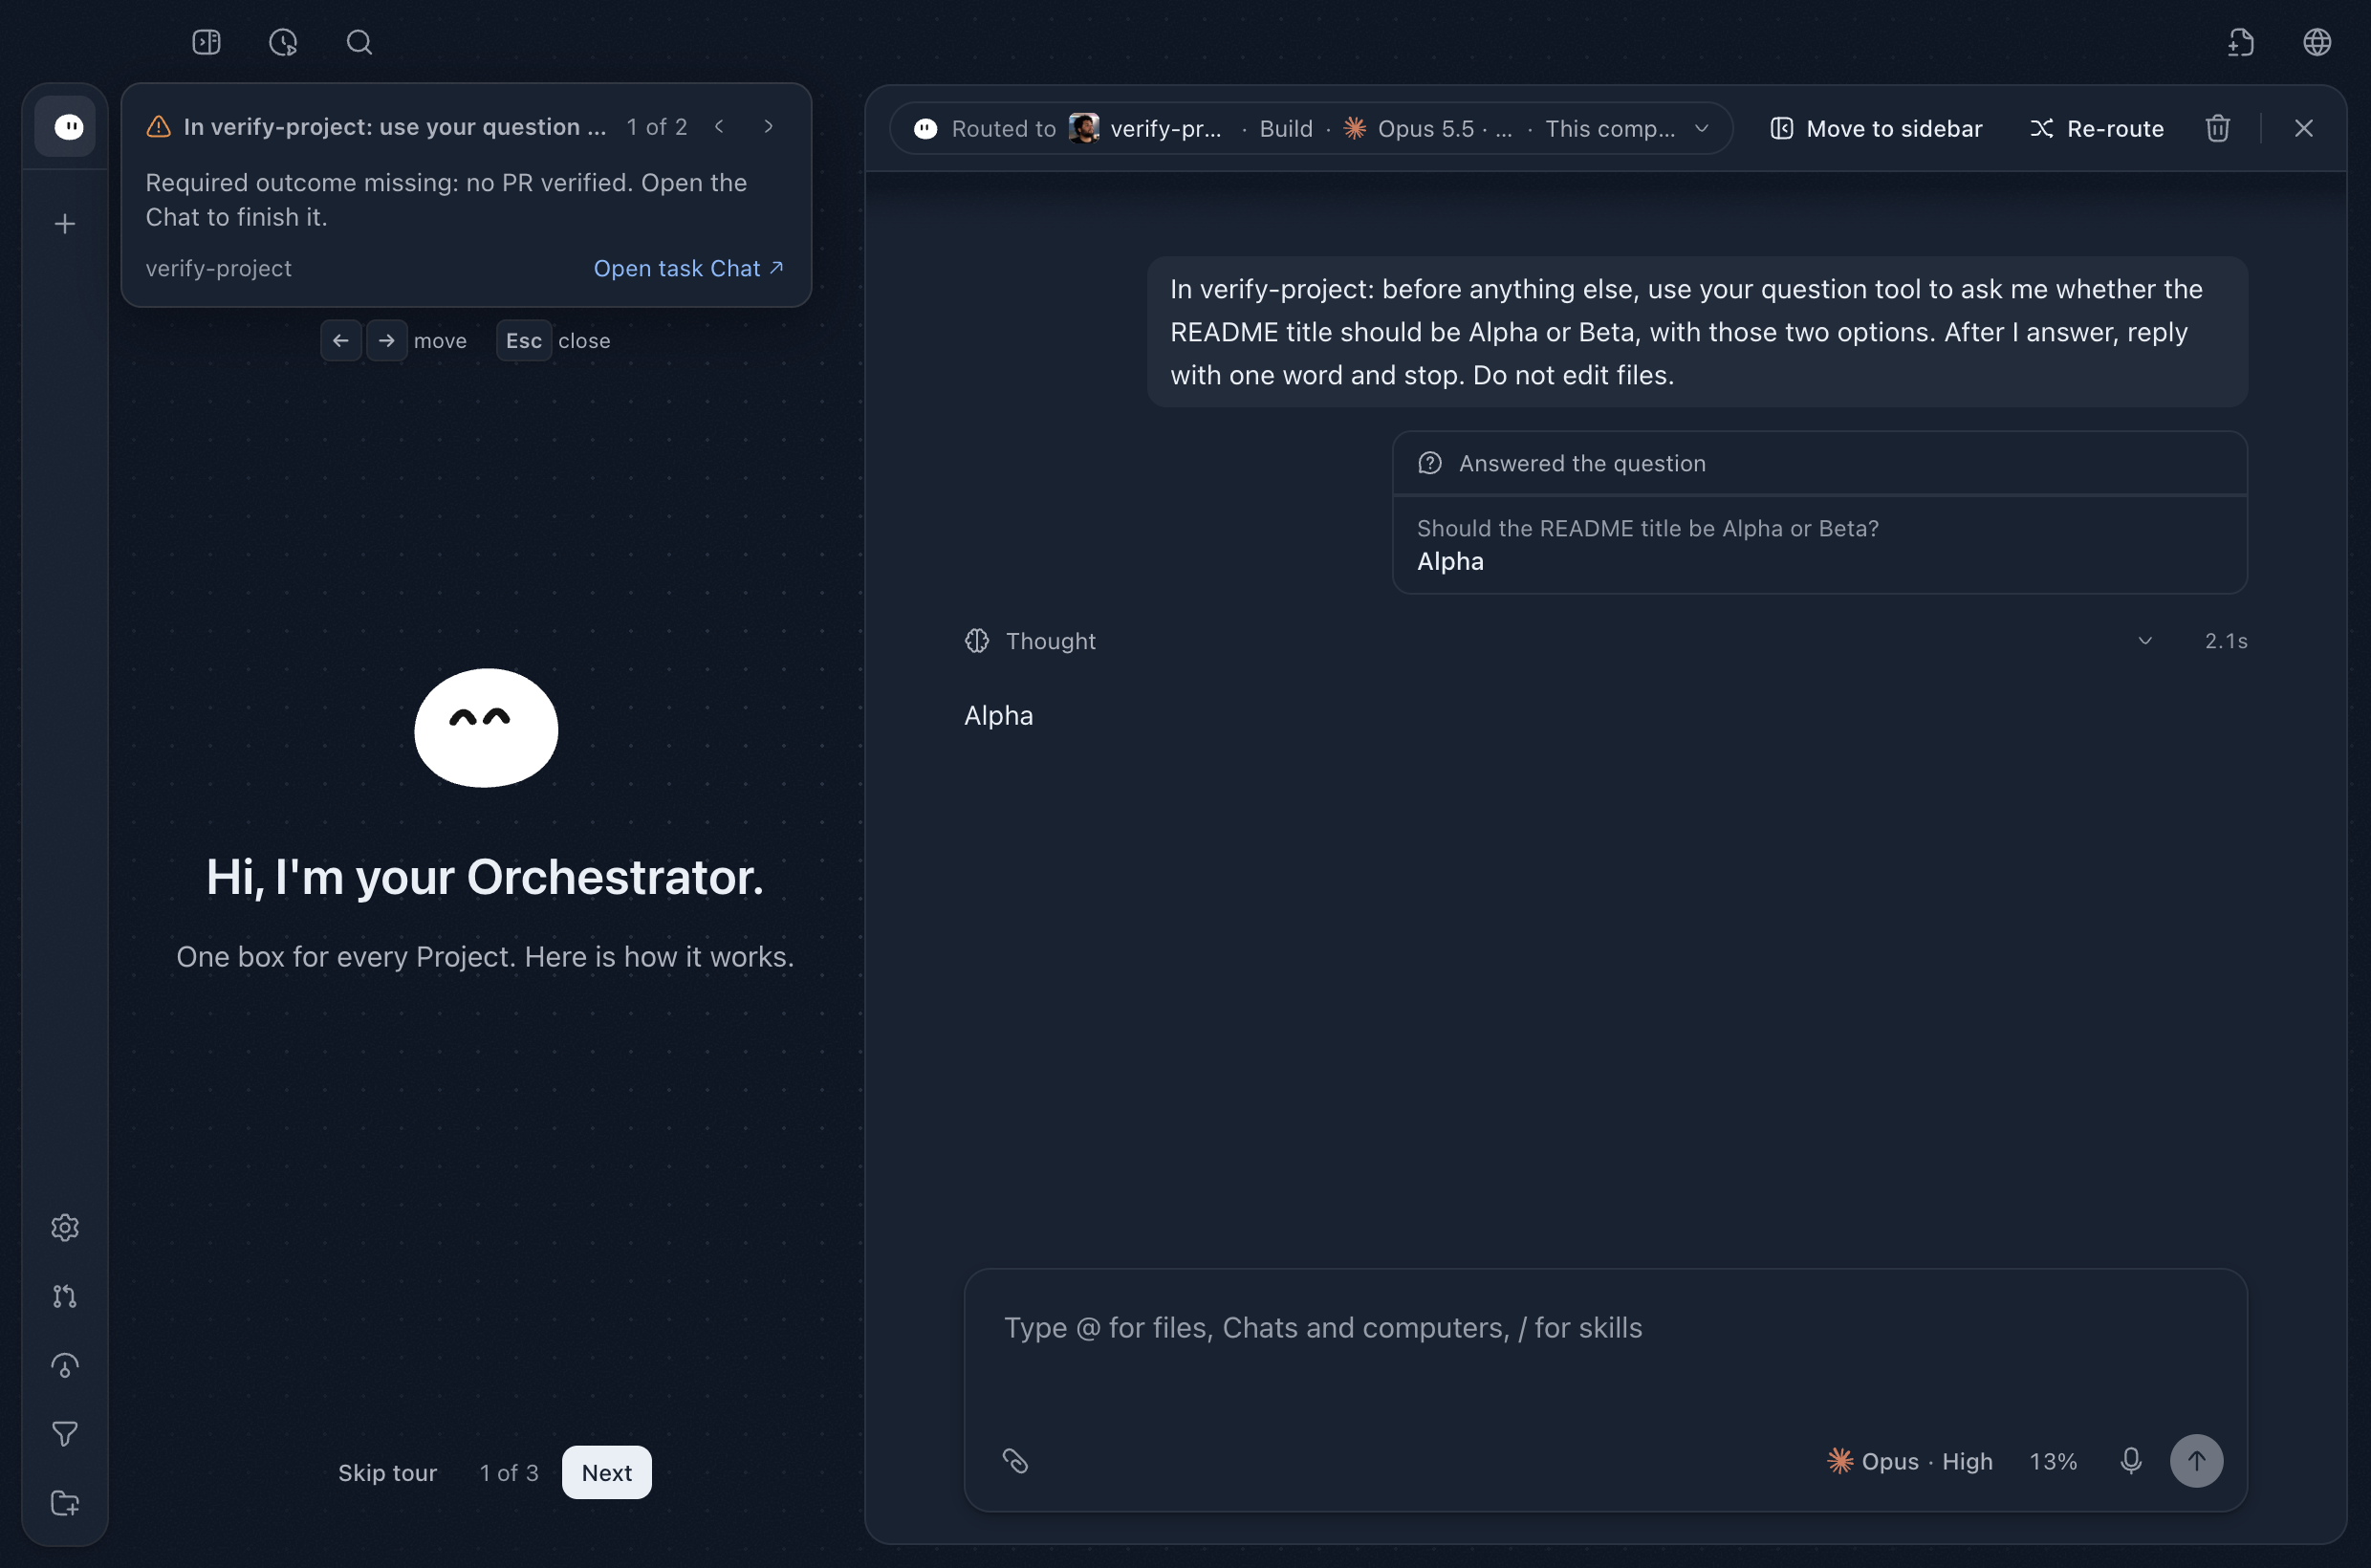 In verify-project: use your question ... 1 of 2
Required outcome missing: no PR verified. Open the
Chat to finish it.
verify-project Open task Chat ↗
← → move Esc close
Hi, I'm your Orchestrator.
One box for every Project. Here is how it works.
Skip tour 1 of 3 Next
Routed to verify-pr... · Build · Opus 5.5 · ... · This comp... Move to sidebar Re-route
In verify-project: before anything else, use your question tool to ask me whether the
README title should be Alpha or Beta, with those two options. After I answer, reply
with one word and stop. Do not edit files.
Answered the question
Should the README title be Alpha or Beta?
Alpha
Thought 2.1s
Alpha
Type @ for files, Chats and computers, / for skills
Opus · High 13%